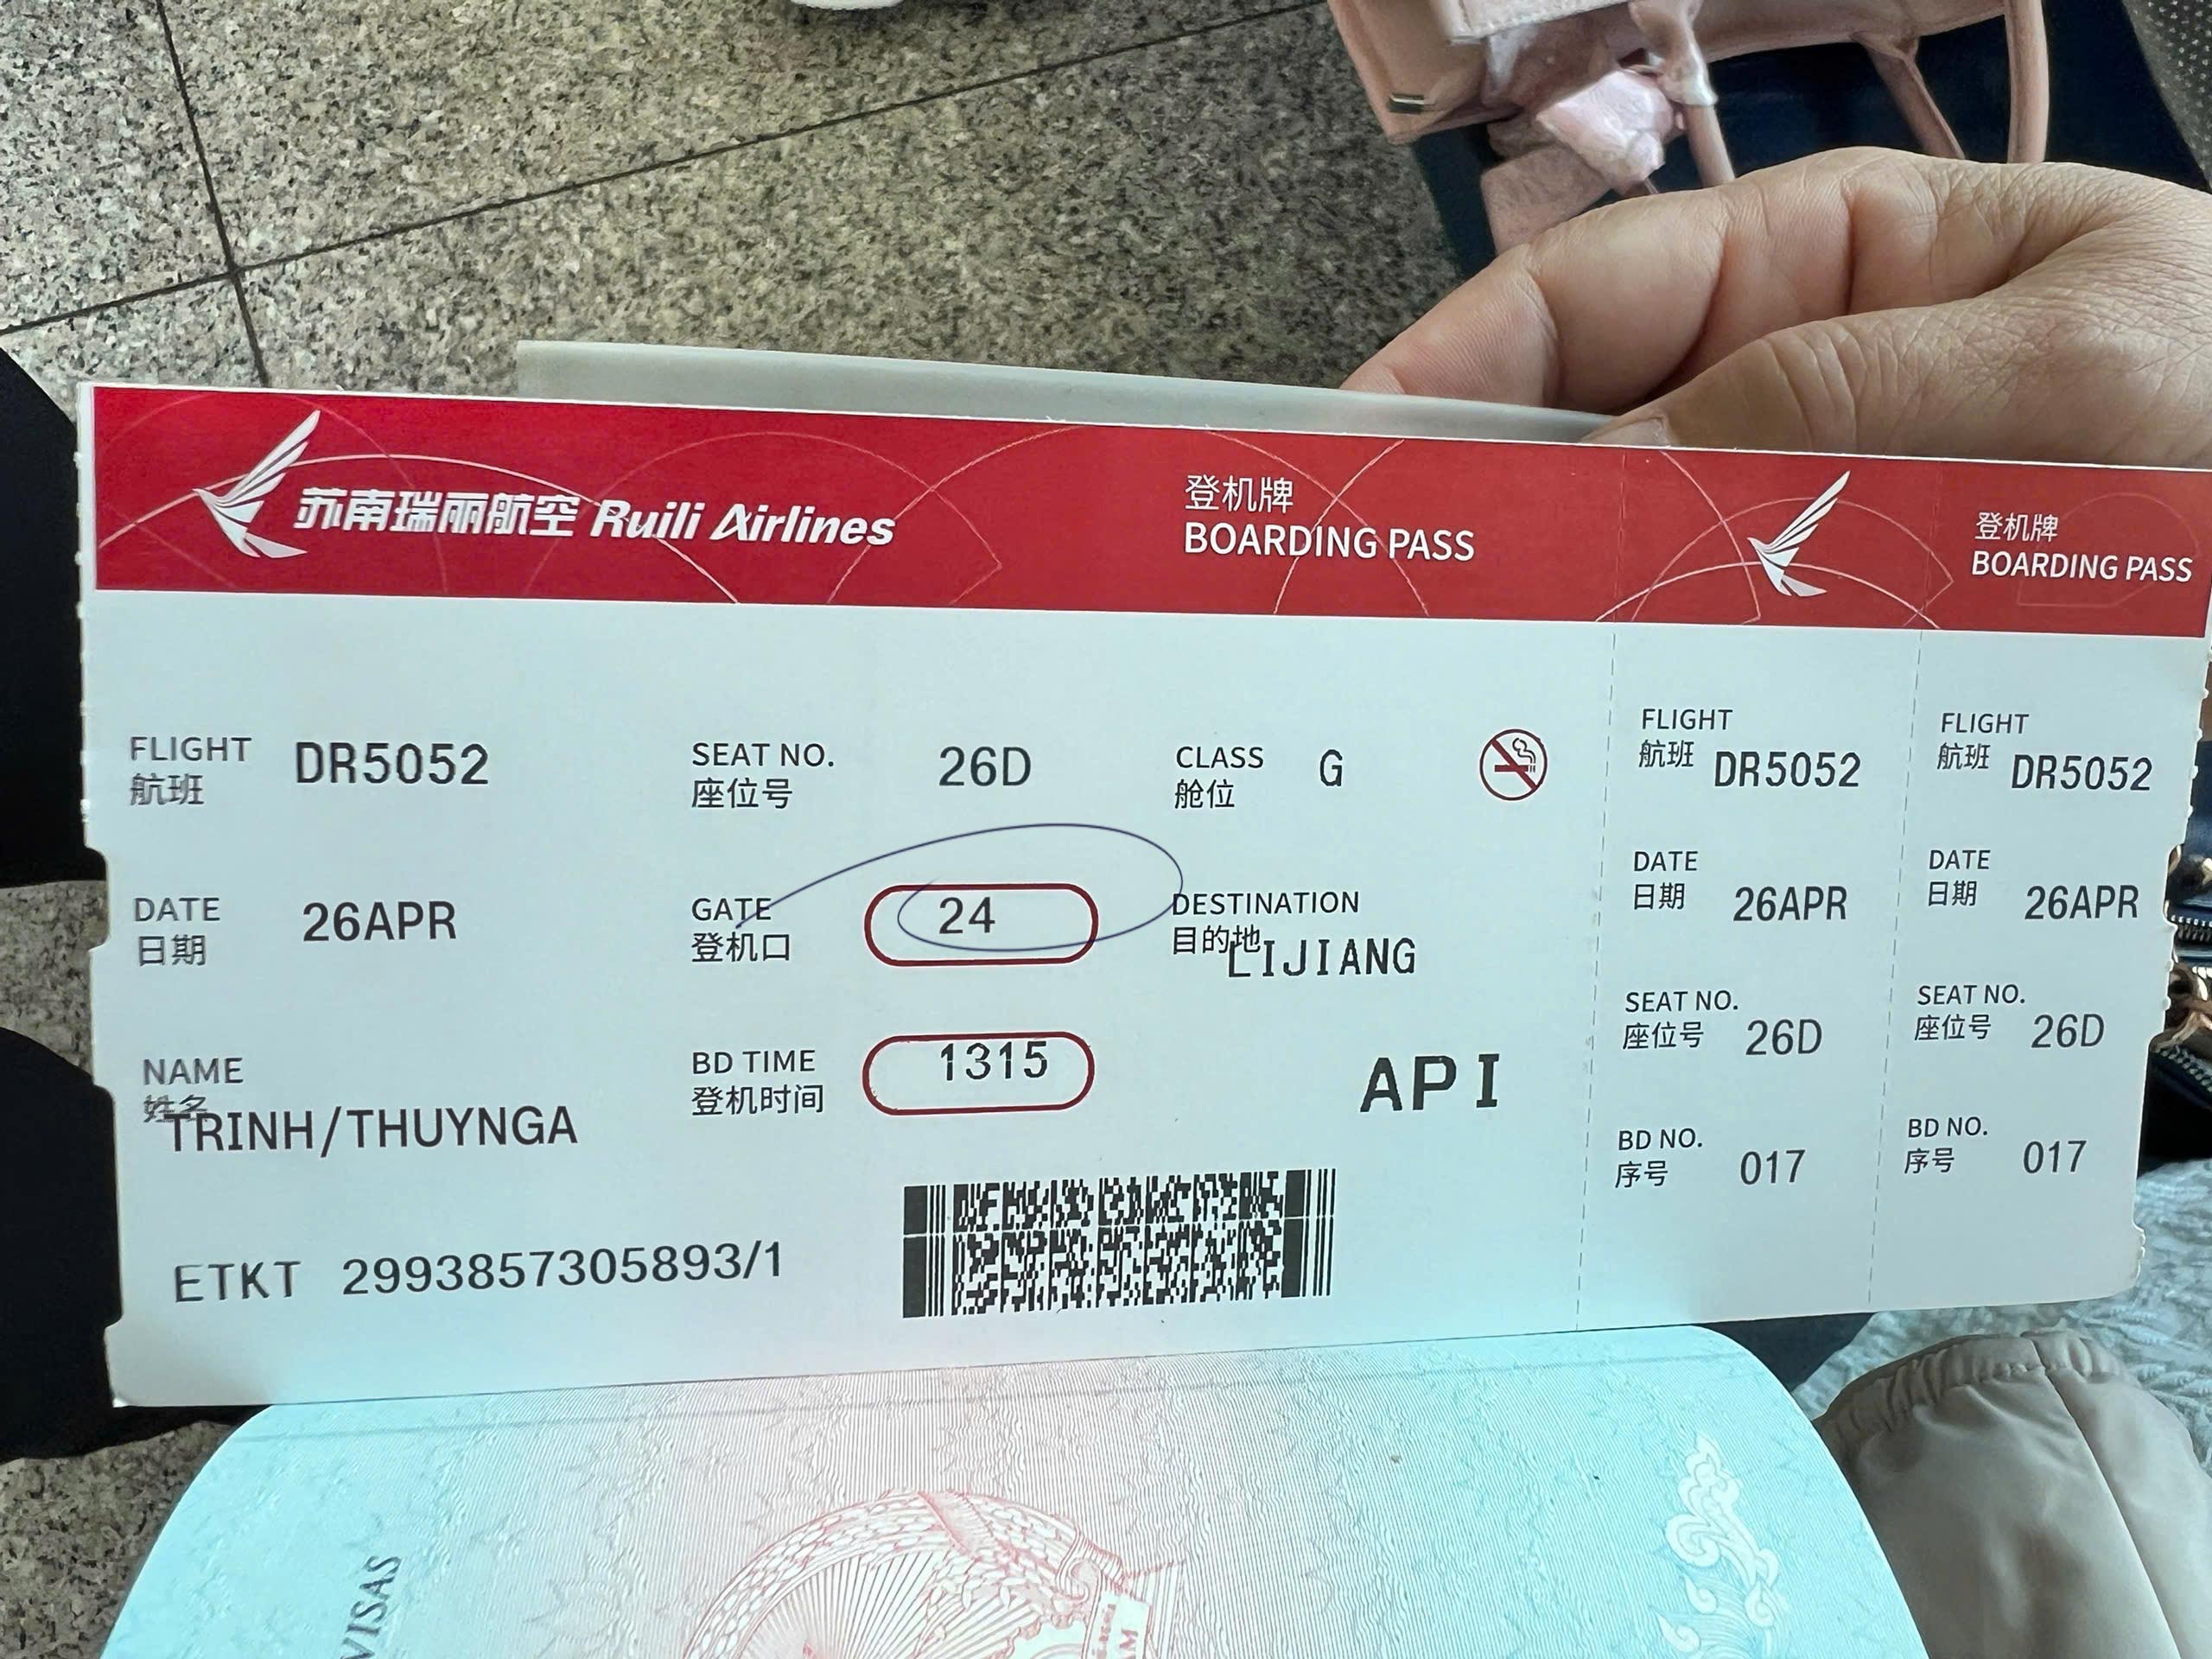 苏南瑞丽航空 Ruili Airlines
登机牌
BOARDING PASS
登机牌
BOARDING PASS
FLIGHT
航班
DR5052
SEAT NO.
座位号
26D
CLASS
舱位
G
DATE
日期
26APR
GATE
登机口
24
DESTINATION
目的地
LIJIANG
NAME
姓名
TRINH/THUYNGA
BD TIME
登机时间
1315
API
ETKT 2993857305893/1
FLIGHT
航班
DR5052
DATE
日期
26APR
SEAT NO.
座位号
26D
BD NO.
序号
017
FLIGHT
航班
DR5052
DATE
日期
26APR
SEAT NO.
座位号
26D
BD NO.
序号
017
VISAS